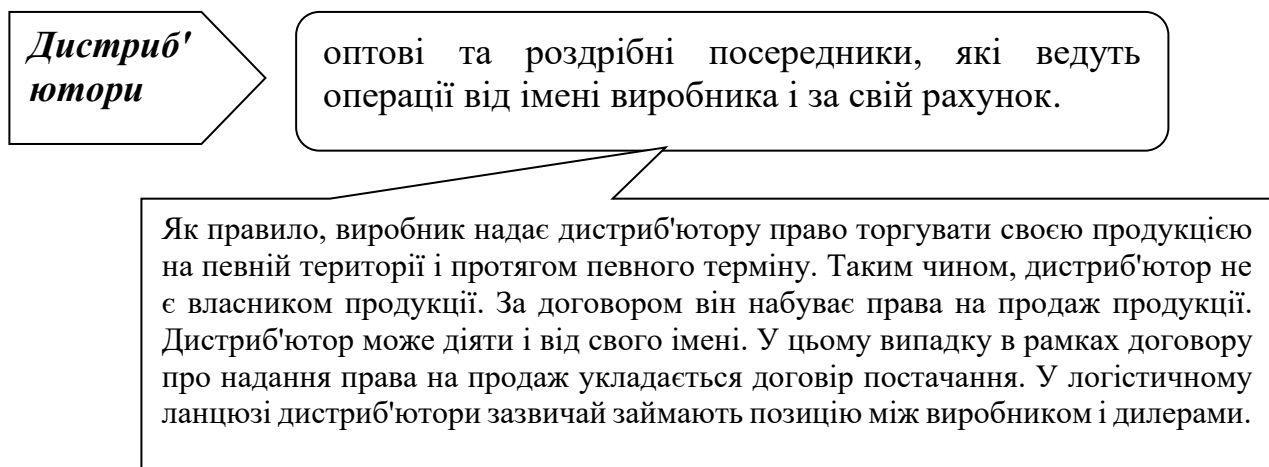 Дистриб'
ютори
оптові та роздрібні посередники, які ведуть
операції від імені виробника і за свій рахунок.
Як правило, виробник надає дистриб'ютору право торгувати своєю продукцією
на певній території і протягом певного терміну. Таким чином, дистриб'ютор не
є власником продукції. За договором він набуває права на продаж продукції.
Дистриб'ютор може діяти і від свого імені. У цьому випадку в рамках договору
про надання права на продаж укладається договір постачання. У логістичному
ланцюзі дистриб'ютори зазвичай займають позицію між виробником і дилерами.